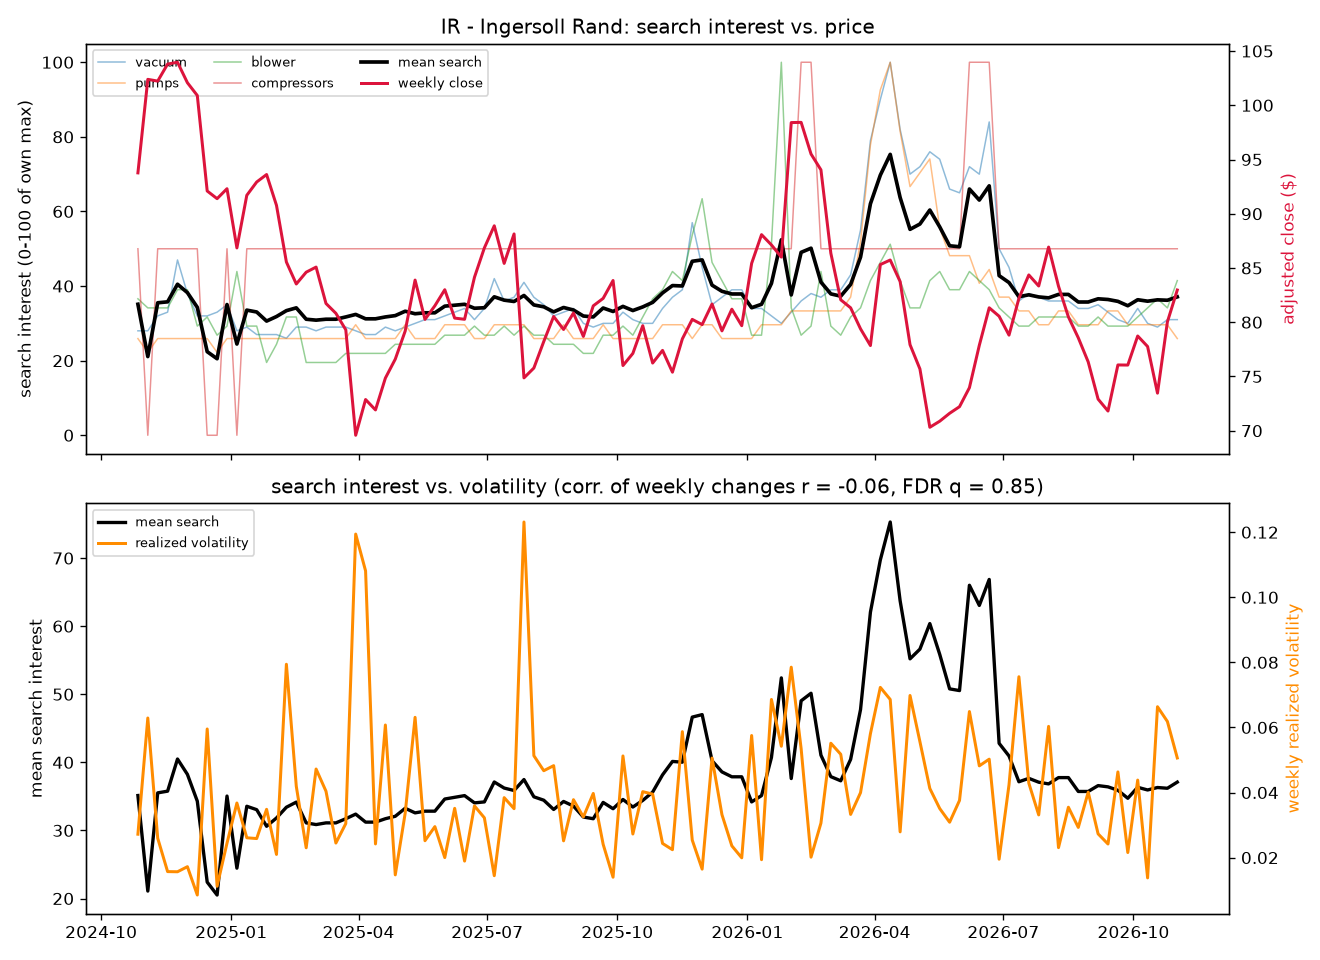 IR - Ingersoll Rand: search interest vs. price
vacuum
pumps
blower
compressors
mean search
weekly close
search interest (0-100 of own max)
100
80
60
40
20
0
adjusted close ($)
105
100
95
90
85
80
75
70
search interest vs. volatility (corr. of weekly changes r = -0.06, FDR q = 0.85)
mean search
realized volatility
mean search interest
70
60
50
40
30
20
weekly realized volatility
0.12
0.10
0.08
0.06
0.04
0.02
2024-10
2025-01
2025-04
2025-07
2025-10
2026-01
2026-04
2026-07
2026-10